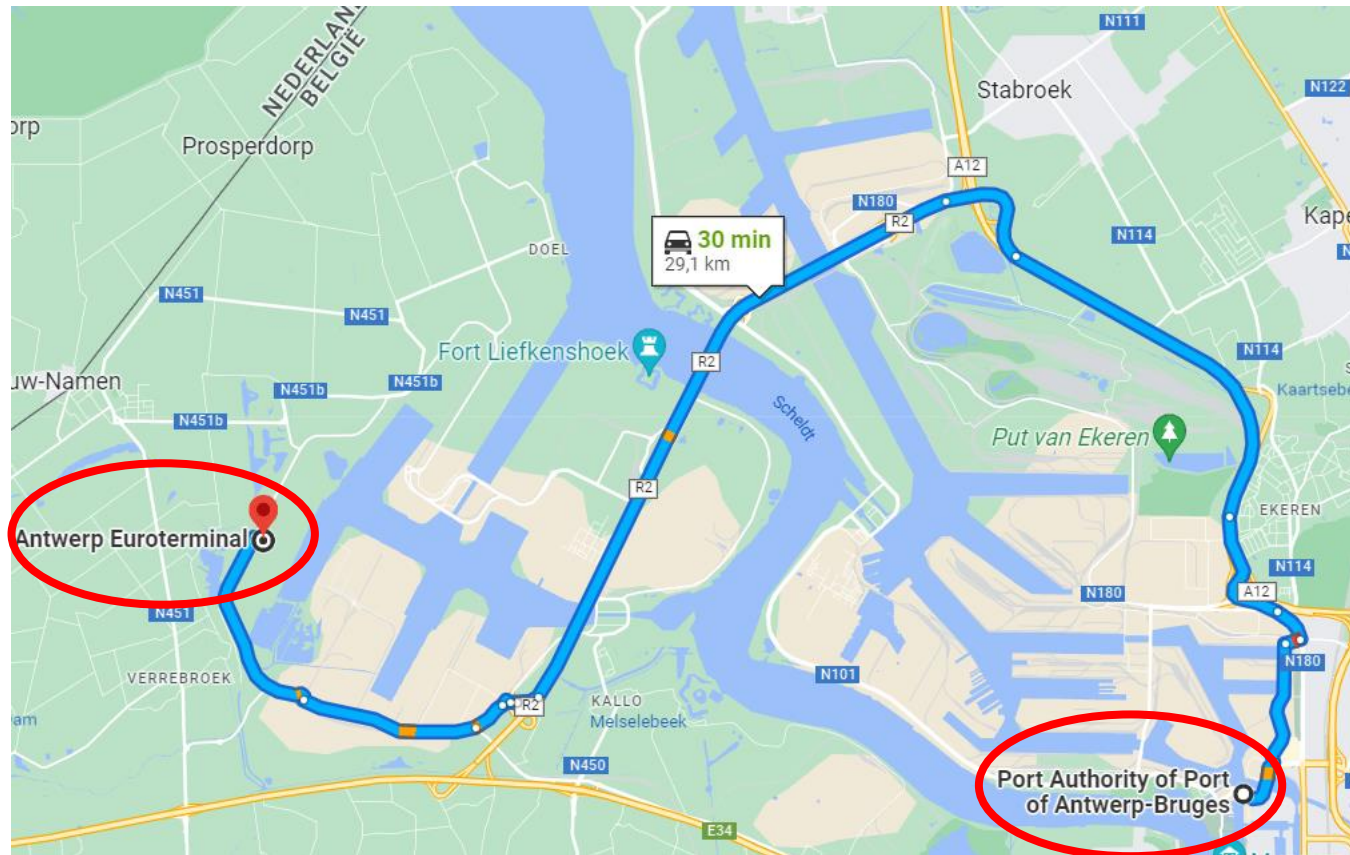 N111
NEDERLAND
BELGIË
Stabroek
N122
orp
Prosperdorp
A12
N180
Kape
R2
30 min
29,1 km
N114
DOEL
N451
N451
Fort Liefkenshoek
N114
R2
uw-Namen
N451b
N451b
Kaartsebe
N451b
Scheldt
Put van Ekeren
R2
EKEREN
Antwerp Euroterminal
N114
N451
N180
A12
VERREBROEK
N180
N101
KALLO
R2
Melselebeek
N450
Port Authority of Port
of Antwerp-Bruges
E34